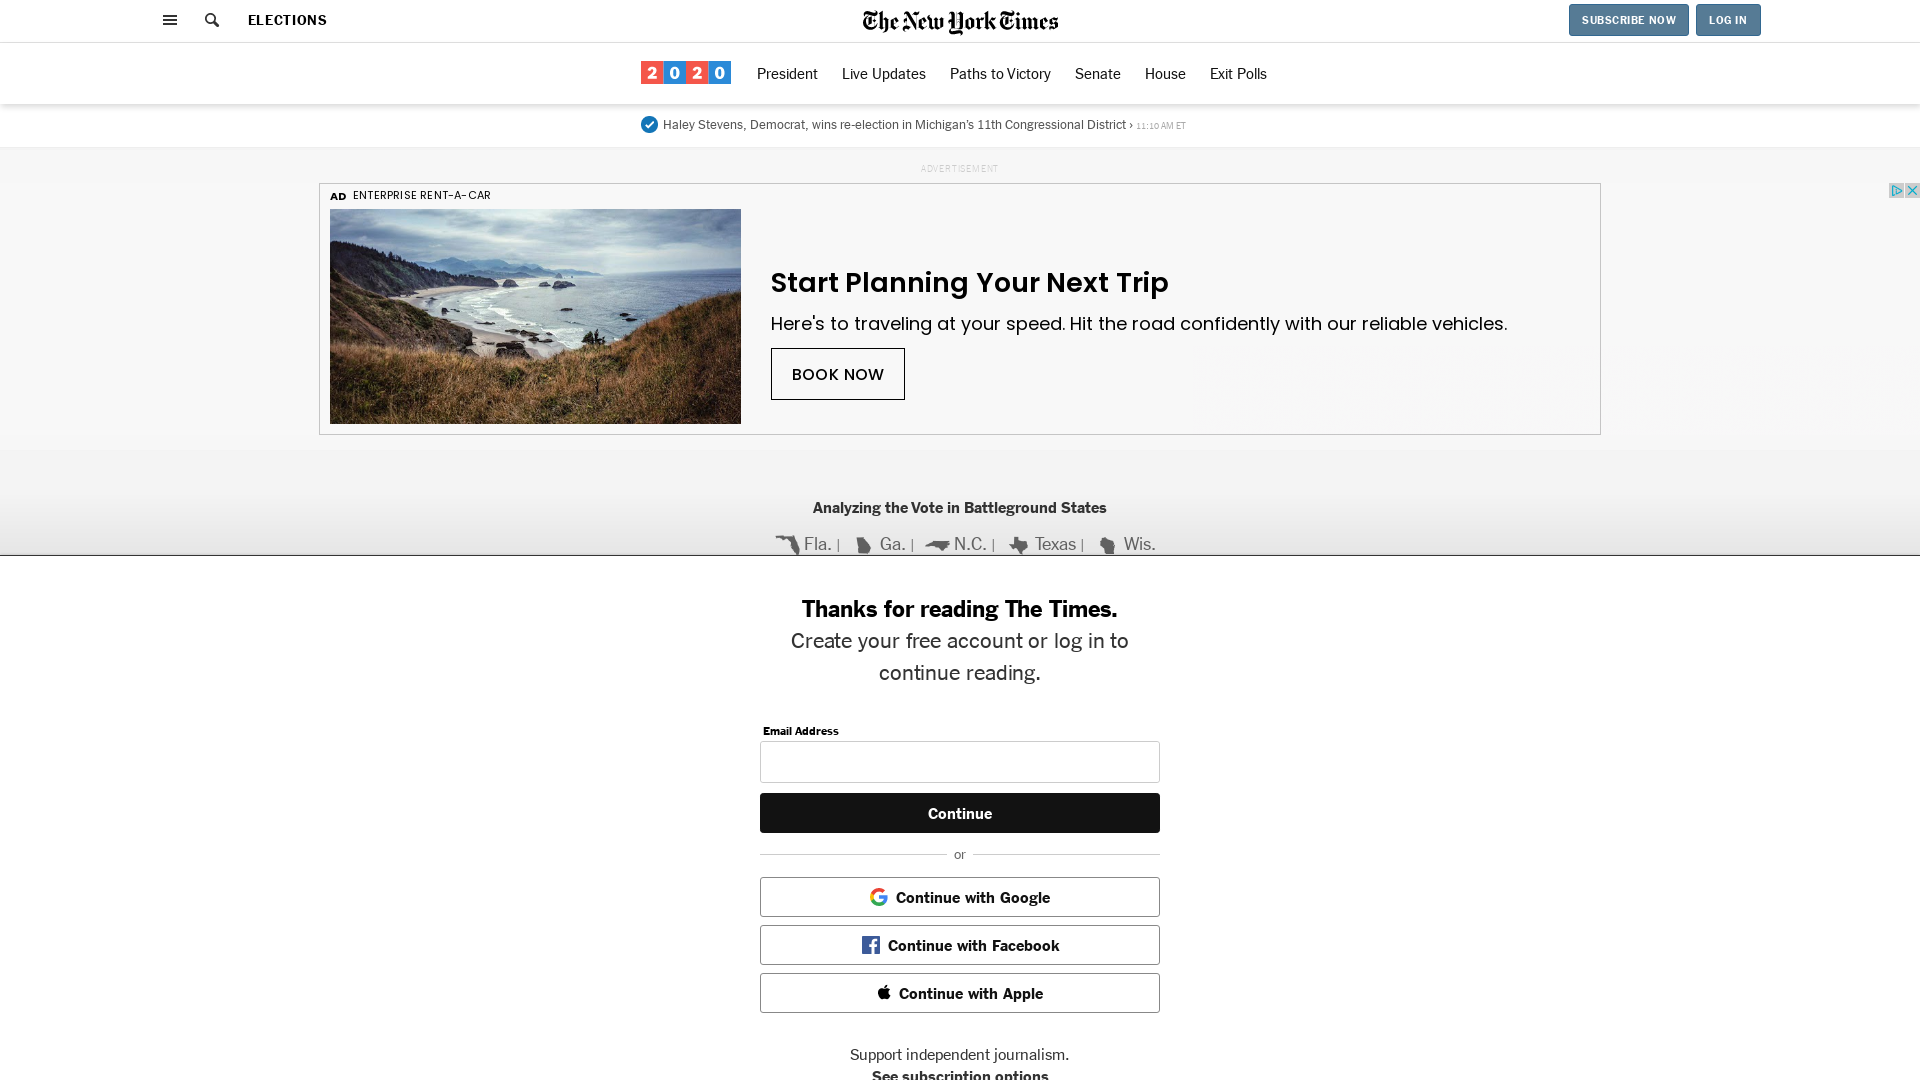 ELECTIONS
The New York Times
SUBSCRIBE NOW
LOG IN
2020
President
Live Updates
Paths to Victory
Senate
House
Exit Polls
Haley Stevens, Democrat, wins re-election in Michigan’s 11th Congressional District › 11:10 AM ET
ADVERTISEMENT
AD ENTERPRISE RENT-A-CAR
Start Planning Your Next Trip
Here's to traveling at your speed. Hit the road confidently with our reliable vehicles.
BOOK NOW
Analyzing the Vote in Battleground States
Fla. | Ga. | N.C. | Texas | Wis.
Thanks for reading The Times.
Create your free account or log in to
continue reading.
Email Address
Continue
or
Continue with Google
Continue with Facebook
Continue with Apple
Support independent journalism.
See subscription options